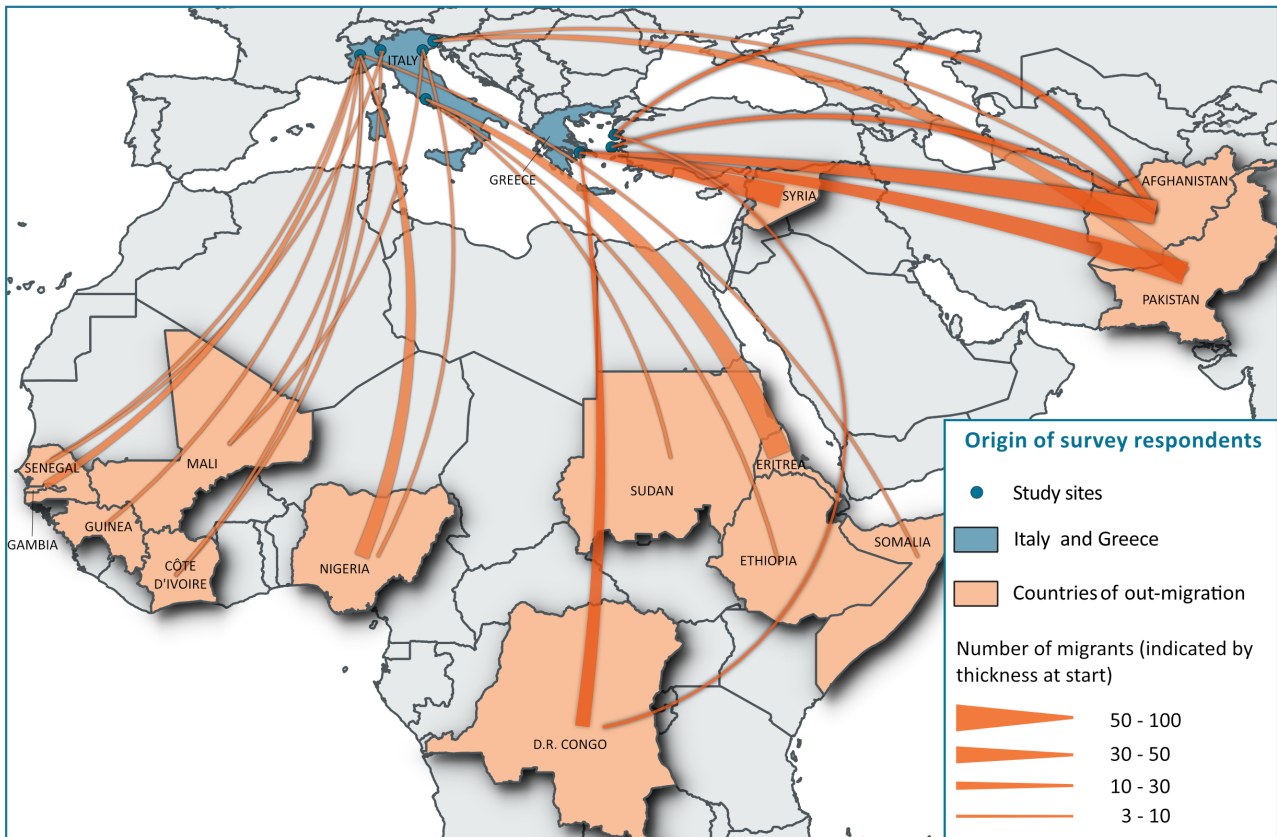 ITALY
GREECE
SYRIA
AFGHANISTAN
PAKISTAN
SENEGAL
MALI
GAMBIA
GUINEA
CÔTE
D'IVOIRE
NIGERIA
SUDAN
ERITREA
ETHIOPIA
SOMALIA
D.R. CONGO
Origin of survey respondents
Study sites
Italy and Greece
Countries of out-migration
Number of migrants (indicated by
thickness at start)
50 - 100
30 - 50
10 - 30
3 - 10